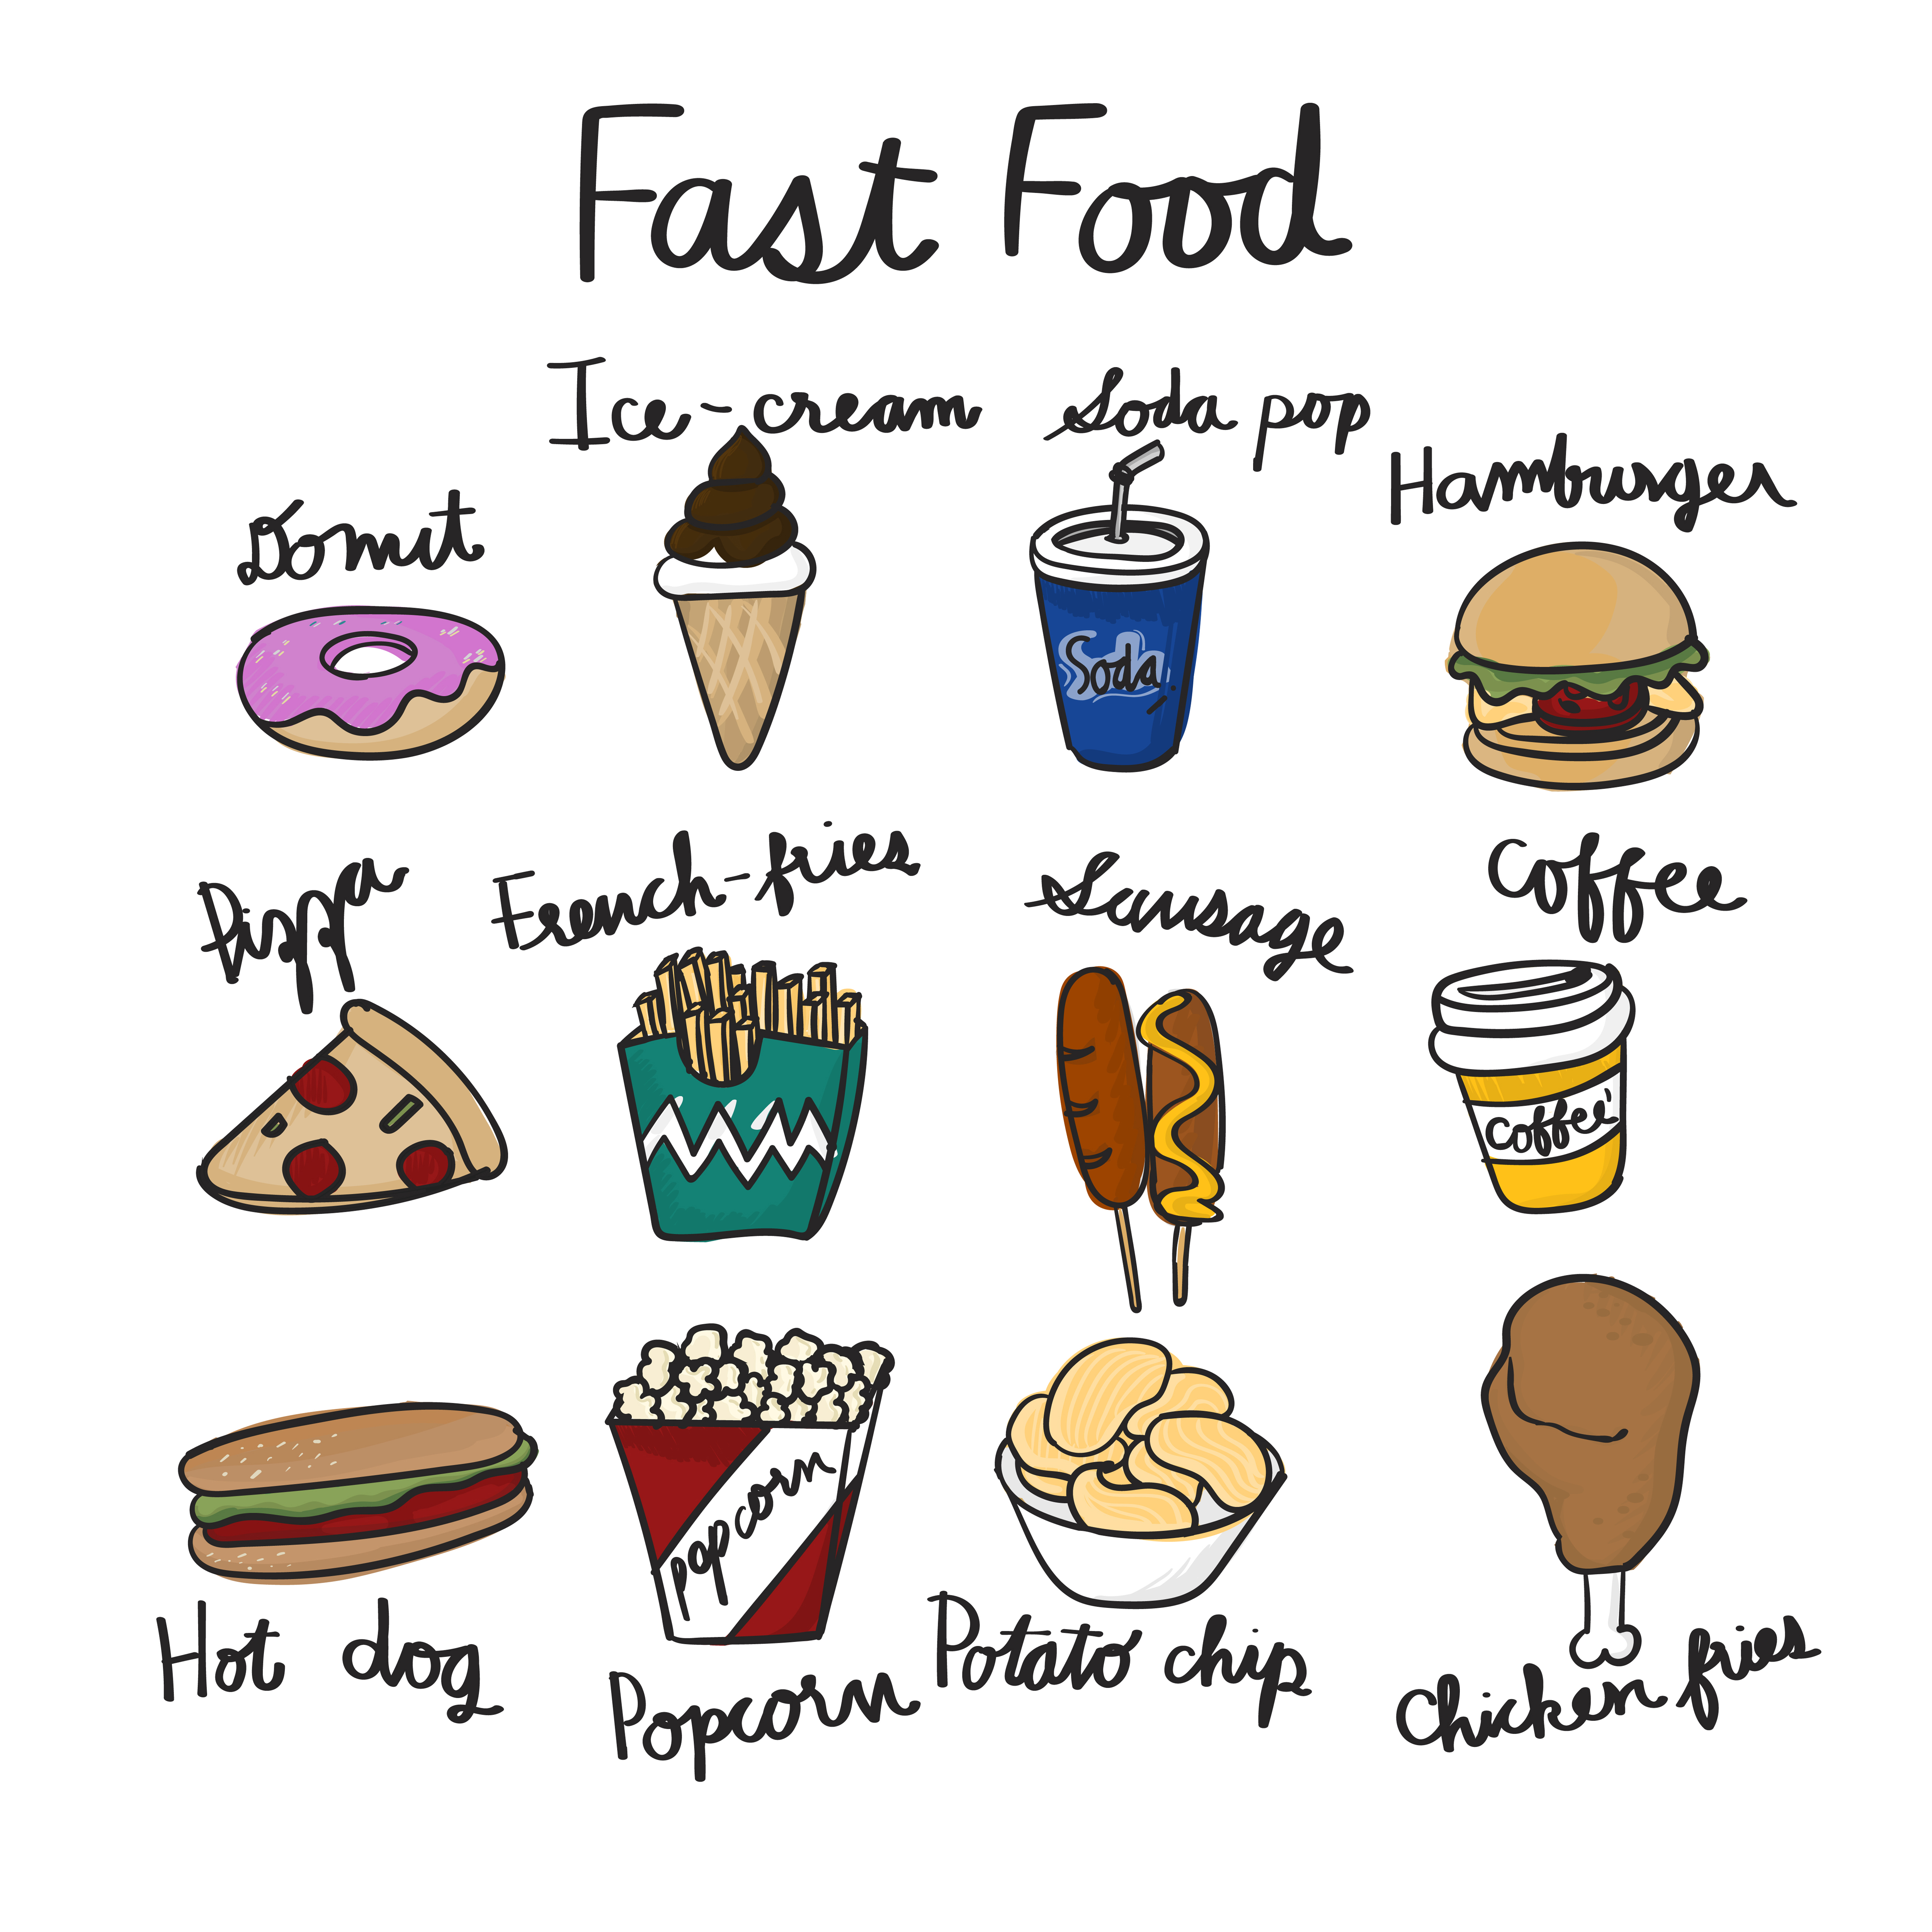 Fast Food
Ice-cream
Soda pop
Hamburger
Donut
Soda
Pizza
French-fries
Sausage
Coffee
coffee
popcorn
Hot dog
Popcorn
Potato chip
Chicken fries